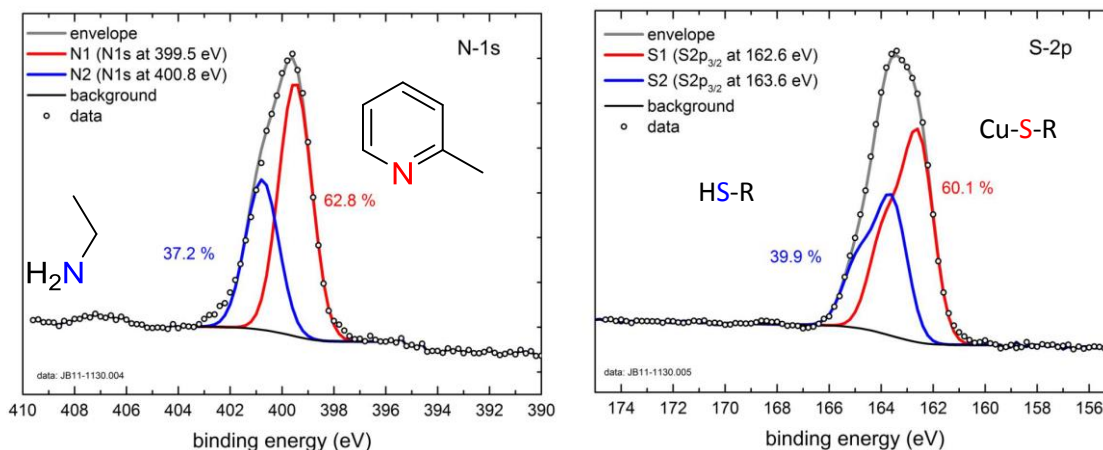 N-1s
envelope
N1 (N1s at 399.5 eV)
N2 (N1s at 400.8 eV)
background
data
N
62.8 %
37.2 %
H₂N
data: JB11-1130.004
410 408 406 404 402 400 398 396 394 392 390
binding energy (eV)
S-2p
envelope
S1 (S2p₃/₂ at 162.6 eV)
S2 (S2p₃/₂ at 163.6 eV)
background
data
Cu-S-R
HS-R
60.1 %
39.9 %
data: JB11-1130.005
174 172 170 168 166 164 162 160 158 156
binding energy (eV)